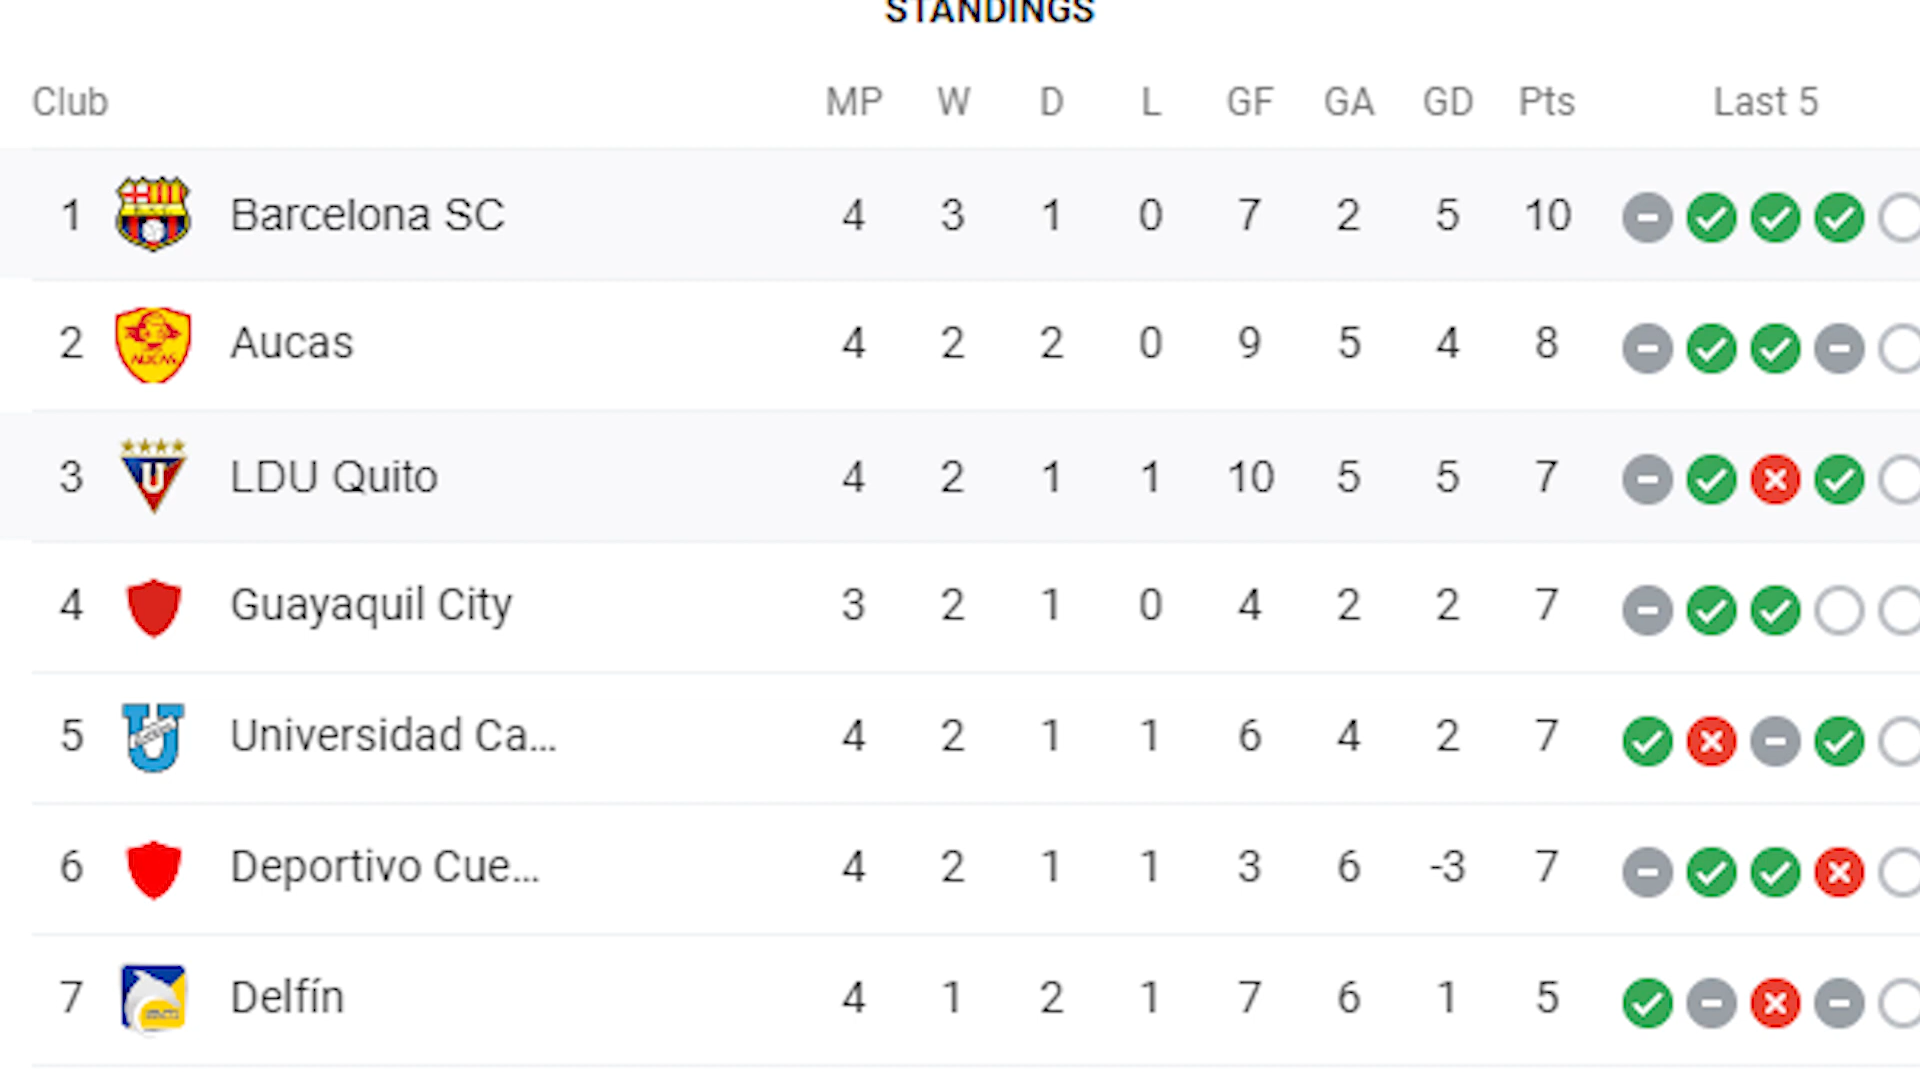 STANDINGS
Club MP W D L GF GA GD Pts Last 5
1 Barcelona SC 4 3 1 0 7 2 5 10
2 AUCAS Aucas 4 2 2 0 9 5 4 8
3 U LDU Quito 4 2 1 1 10 5 5 7
4 Guayaquil City 3 2 1 0 4 2 2 7
5 Universidad Ca... 4 2 1 1 6 4 2 7
6 Deportivo Cue... 4 2 1 1 3 6 -3 7
7 Delfín 4 1 2 1 7 6 1 5